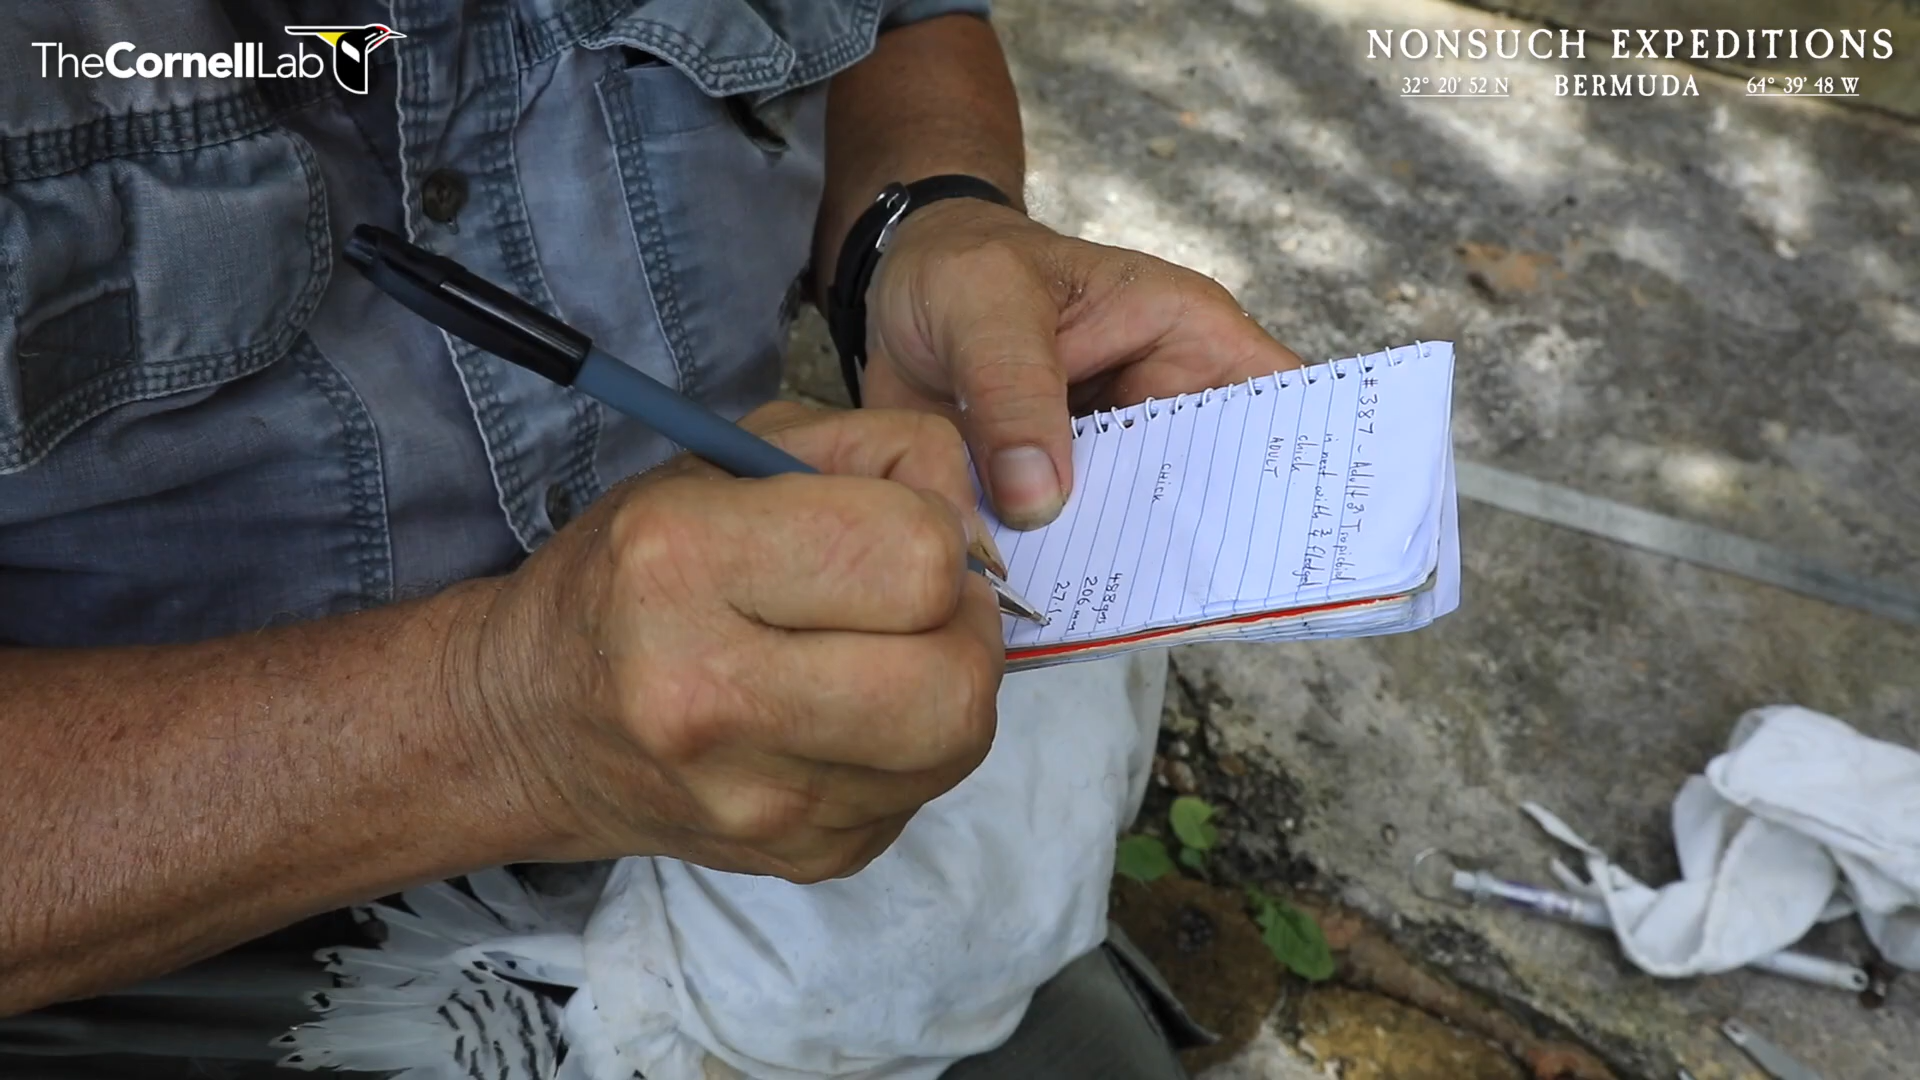 TheCornellLab
NONSUCH EXPEDITIONS
32° 20' 52 N BERMUDA 64° 39' 48 W
#387 - Adult & Tropicbird
in nest with ¾ fledged
chick.
ADULT
CHICK
488gms
206mm